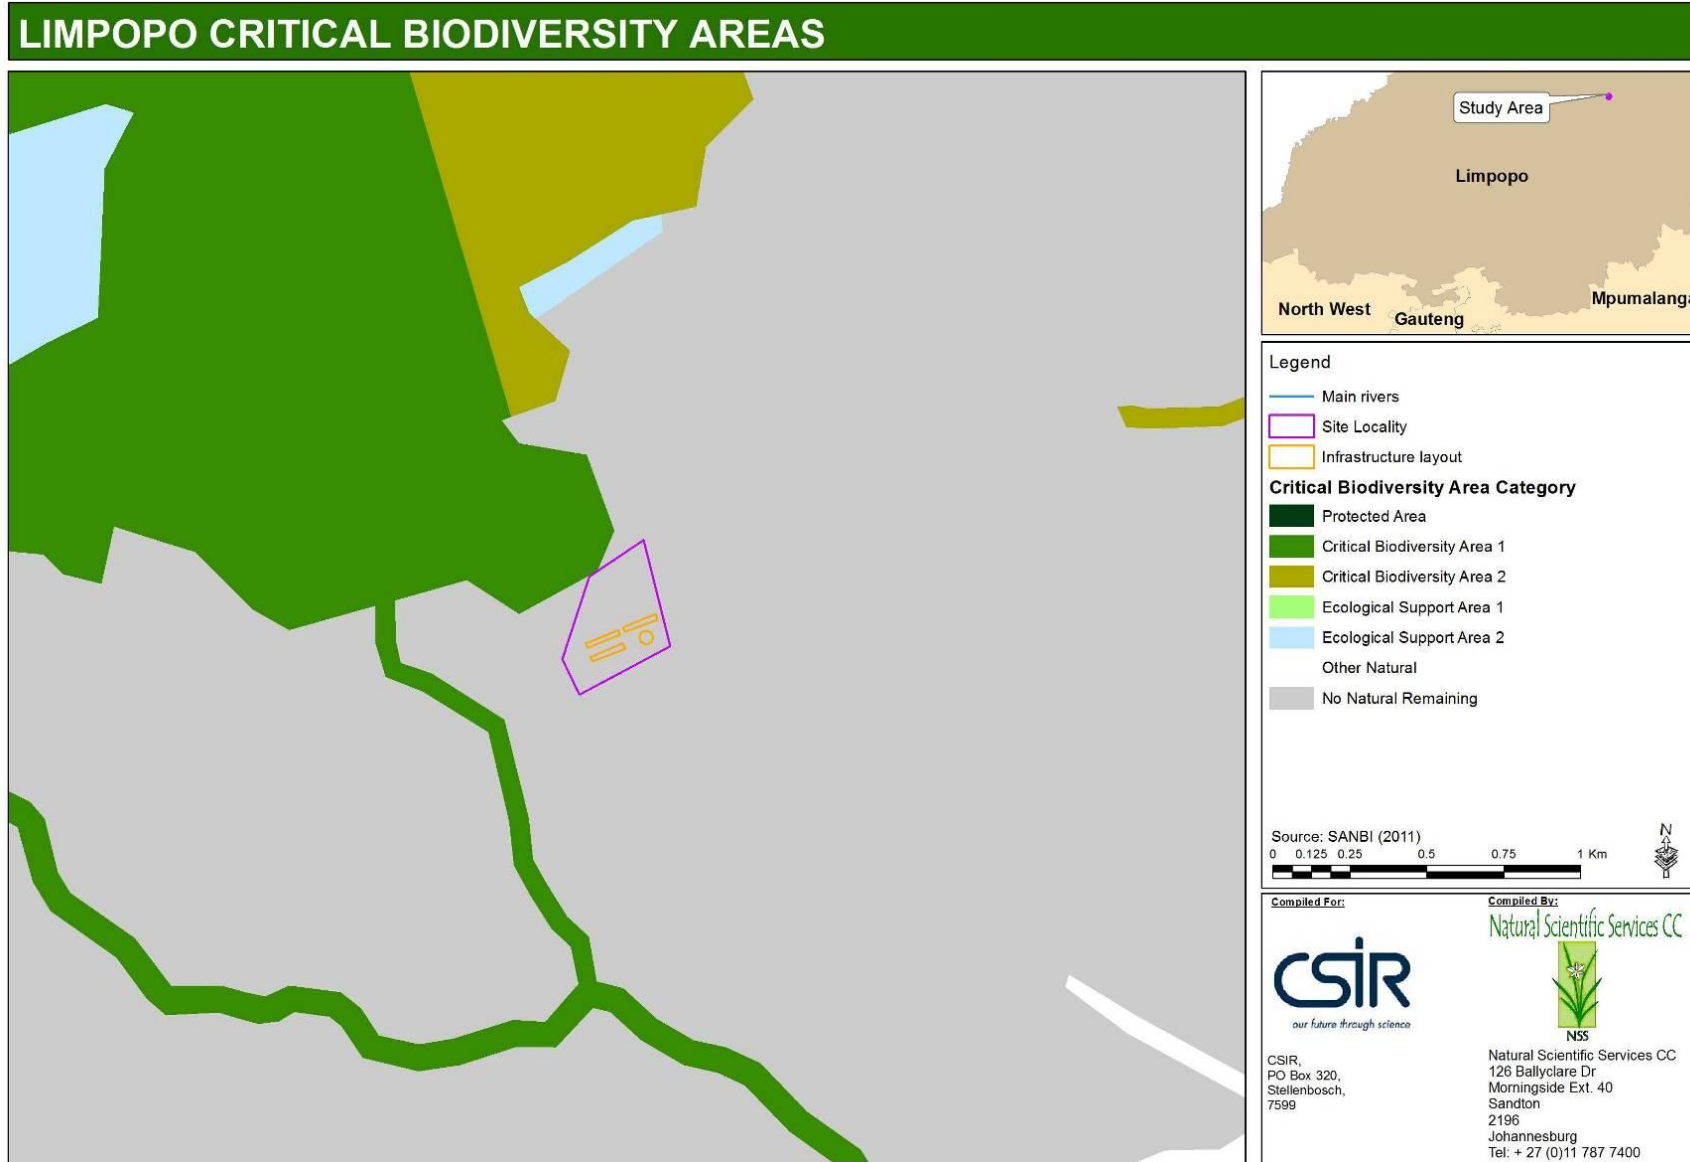 LIMPOPO CRITICAL BIODIVERSITY AREAS
Study Area
Limpopo
North West
Gauteng
Mpumalanga
Legend
Main rivers
Site Locality
Infrastructure layout
Critical Biodiversity Area Category
Protected Area
Critical Biodiversity Area 1
Critical Biodiversity Area 2
Ecological Support Area 1
Ecological Support Area 2
Other Natural
No Natural Remaining
Source: SANBI (2011)
N
0 0.125 0.25 0.5 0.75 1 Km
Compiled For:
CSIR
our future through science
CSIR,
PO Box 320,
Stellenbosch,
7599
Compiled By:
Natural Scientific Services CC
NSS
Natural Scientific Services CC
126 Ballyclare Dr
Morningside Ext. 40
Sandton
2196
Johannesburg
Tel: + 27 (0)11 787 7400